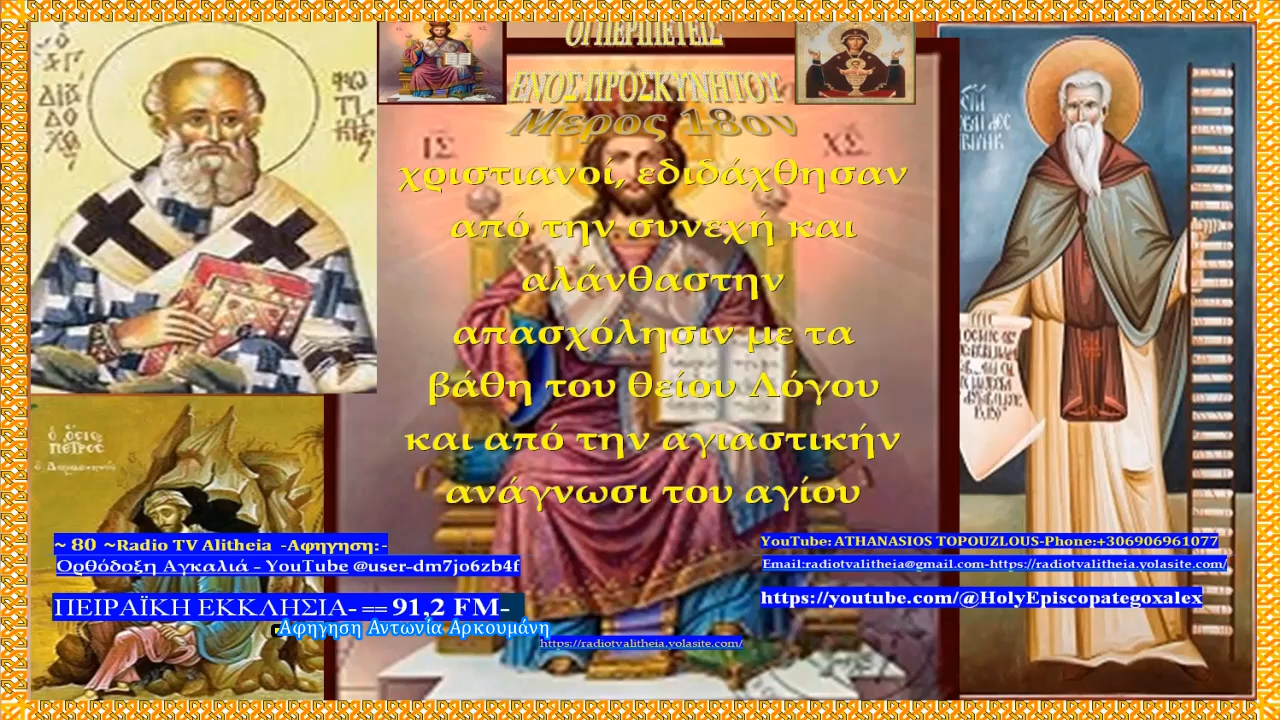 ΟΙ ΠΕΡΙΠΕΤΕΙΣ
ΕΝΟΣ ΠΡΟΣΚΥΝΗΤΟΥ
Μερος 18ον
ΙΣ ΧΣ
χριστιανοί, εδιδάχθησαν
από την συνεχή και
αλάνθαστην
απασχόλησιν με τα
βάθη του θείου Λόγου
και από την αγιαστικήν
ανάγνωσι του αγίου
~ 80 ~Radio TV Alitheia -Αφηγηση:-
Ορθόδοξη Αγκαλιά - YouTube @user-dm7jo6zb4f
ΠΕΙΡΑΪΚΗ ΕΚΚΛΗΣΙΑ- == 91,2 FM-
Αφηγηση Αντωνία Αρκουμάνη
https://radiotvalitheia.yolasite.com/
YouTube: ATHANASIOS TOPOUZLOUS-Phone:+306906961077
Email:radiotvalitheia@gmail.com-https://radiotvalitheia.yolasite.com/
https://youtube.com/@HolyEpiscopategoxalex